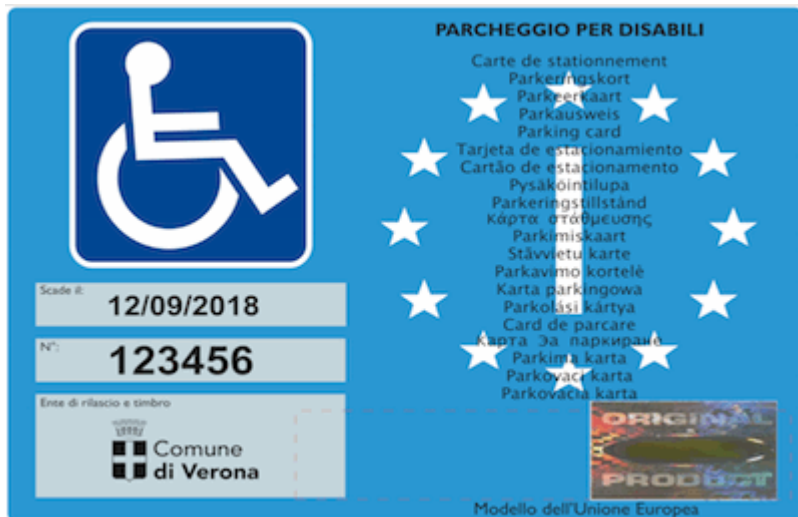 PARCHEGGIO PER DISABILI
Carte de stationnement
Parkeringskort
Parkeerkaart
Parkausweis
Parking card
Tarjeta de estacionamiento
Cartão de estacionamento
Pysäköintilupa
Parkeringstillstånd
κάρτα στάθμευσης
Parkimiskaart
Stāvvietu karte
Parkavimo kortelė
Karta parkingowa
Parkolási kártya
Card de parcare
Карта За паркиране
Parkima karta
Parkovací karta
Parkovacia karta
I
Scade il:
12/09/2018
N°:
123456
Ente di rilascio e timbro
Comune
di Verona
ORIGINAL
PRODUCT
Modello dell'Unione Europea